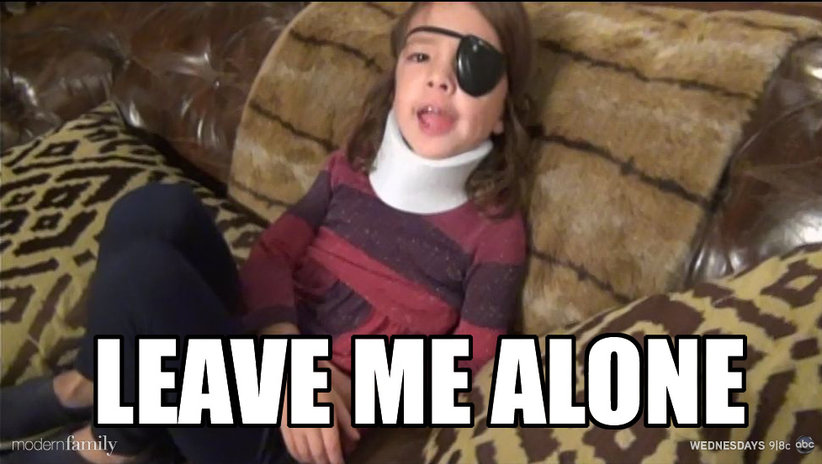 LEAVE ME ALONE
modernfamily
WEDNESDAYS 9|8c abc